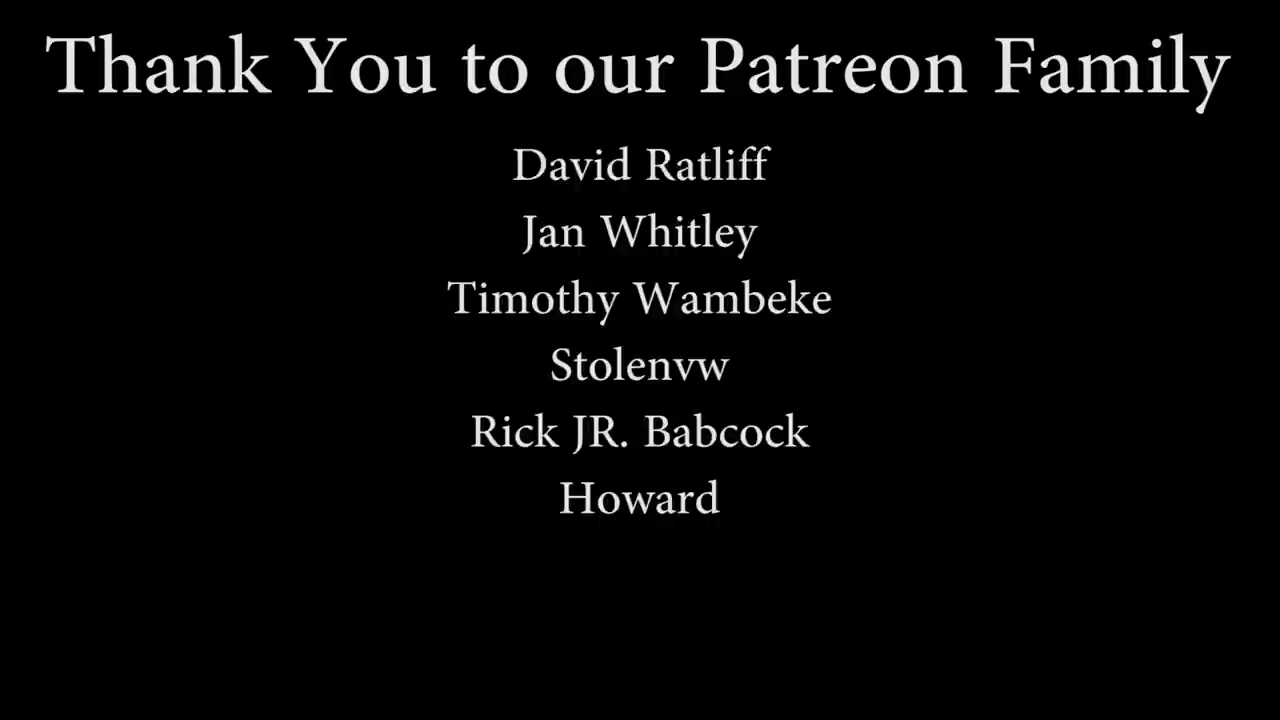 Thank You to our Patreon Family
David Ratliff
Jan Whitley
Timothy Wambeke
Stolenvw
Rick JR. Babcock
Howard